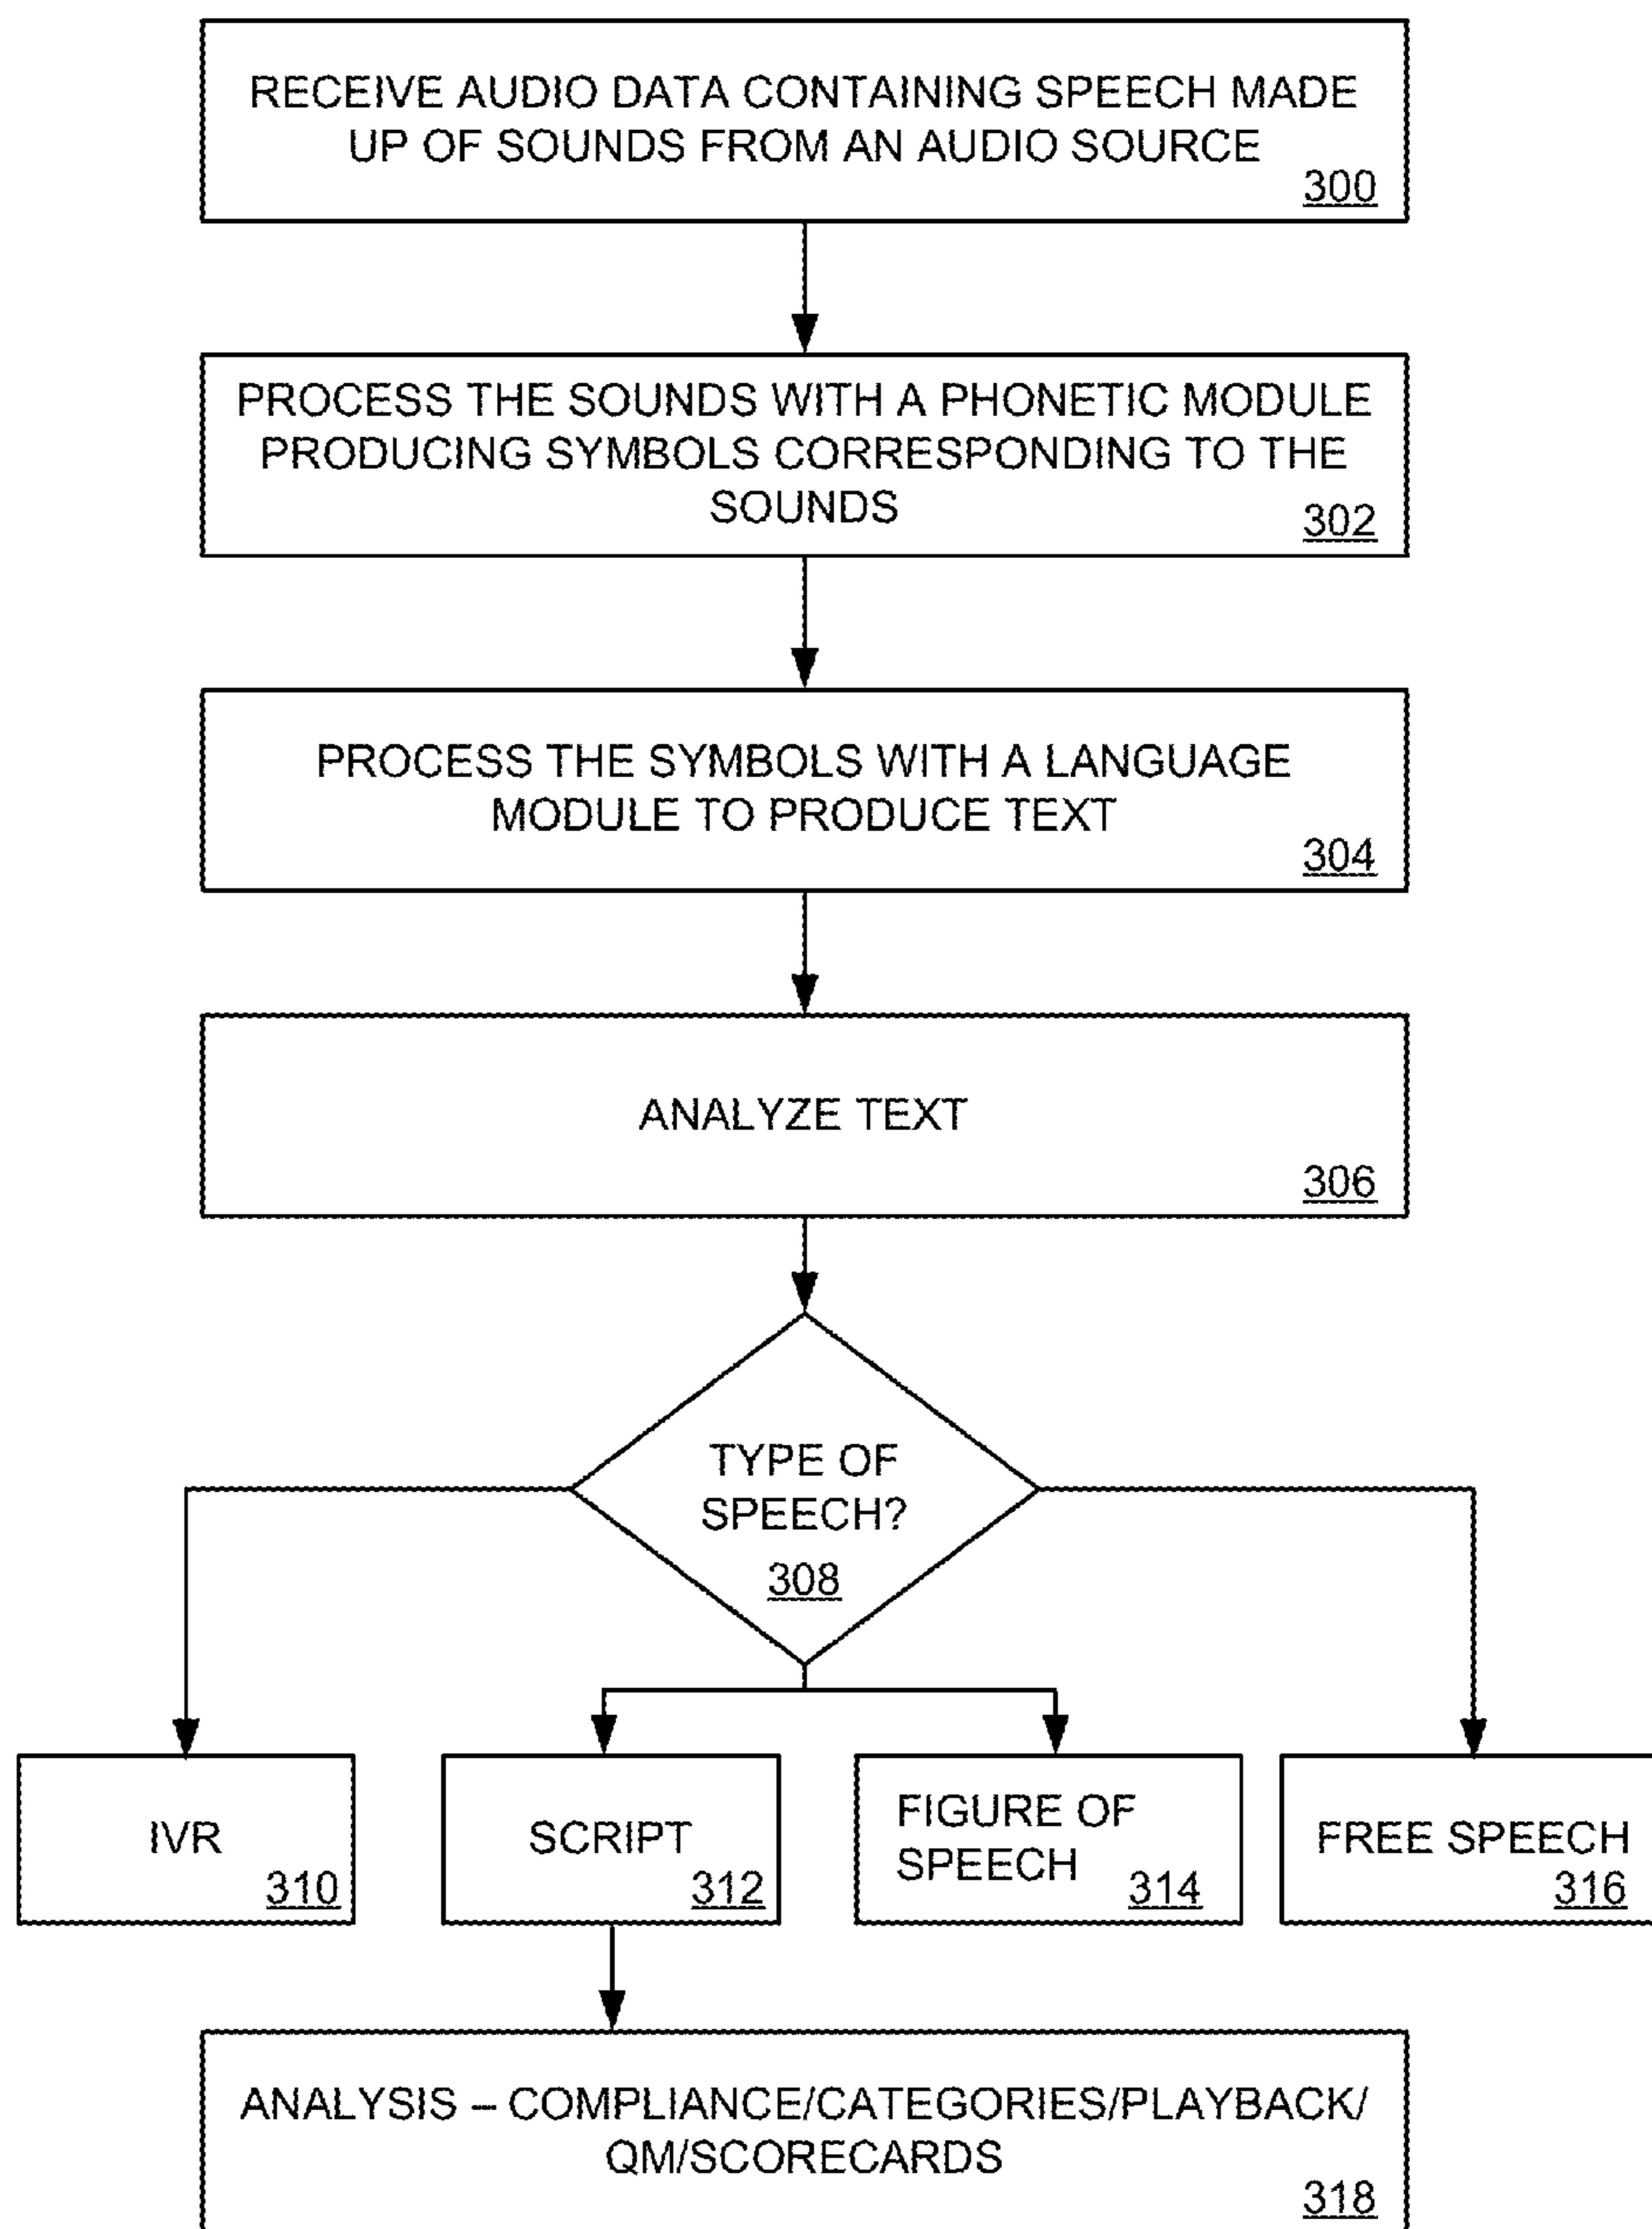 RECEIVE AUDIO DATA CONTAINING SPEECH MADE
UP OF SOUNDS FROM AN AUDIO SOURCE
300
PROCESS THE SOUNDS WITH A PHONETIC MODULE
PRODUCING SYMBOLS CORRESPONDING TO THE
SOUNDS
302
PROCESS THE SYMBOLS WITH A LANGUAGE
MODULE TO PRODUCE TEXT
304
ANALYZE TEXT
306
TYPE OF
SPEECH?
308
IVR
310
SCRIPT
312
FIGURE OF
SPEECH
314
FREE SPEECH
316
ANALYSIS – COMPLIANCE/CATEGORIES/PLAYBACK/
QM/SCORECARDS
318